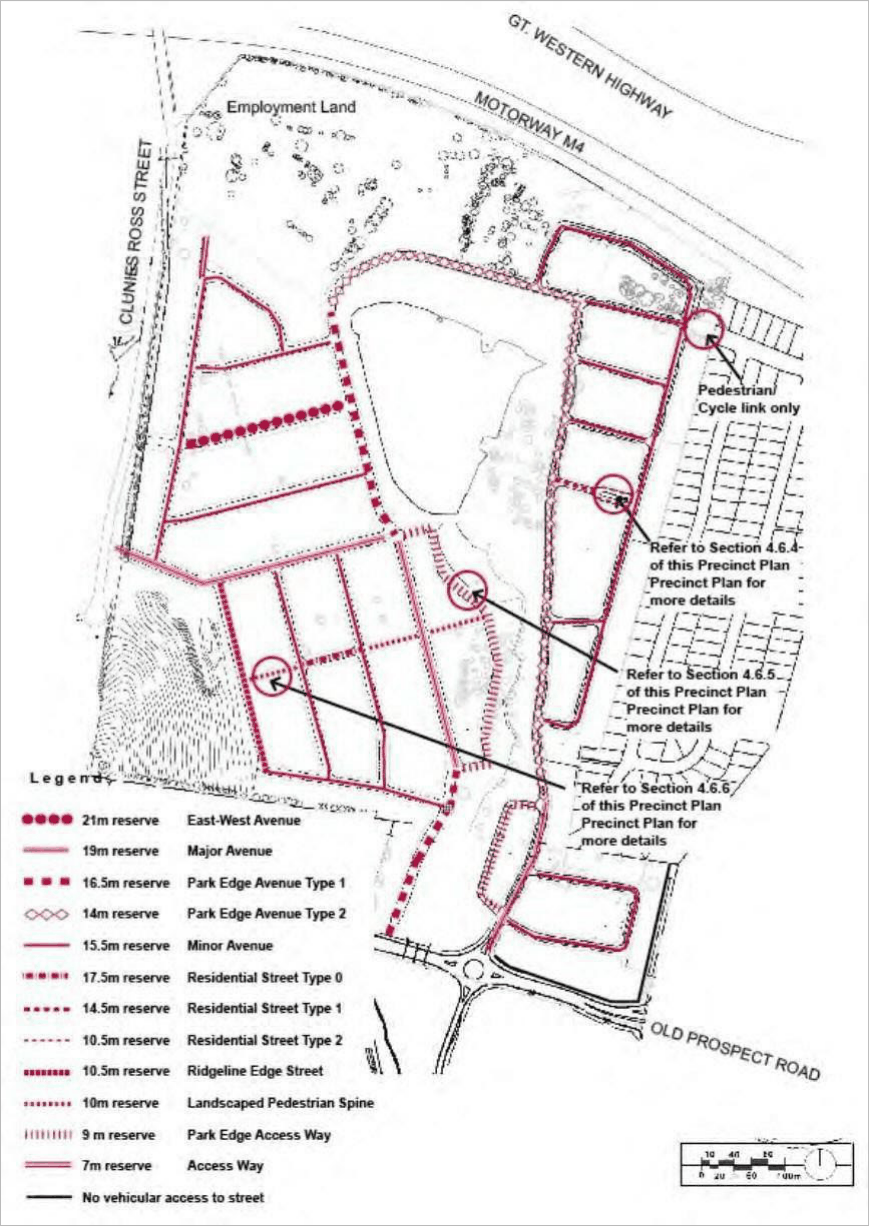 GT. WESTERN HIGHWAY
MOTORWAY M4
Employment Land
CLUNIES ROSS STREET
Pedestrian/
Cycle link only
Refer to Section 4.6.4
of this Precinct Plan
Precinct Plan for
more details
Refer to Section 4.6.5
of this Precinct Plan
Precinct Plan for
more details
Refer to Section 4.6.6
of this Precinct Plan
Precinct Plan for
more details
Legend
21m reserve East-West Avenue
19m reserve Major Avenue
16.5m reserve Park Edge Avenue Type 1
14m reserve Park Edge Avenue Type 2
15.5m reserve Minor Avenue
17.5m reserve Residential Street Type 0
14.5m reserve Residential Street Type 1
10.5m reserve Residential Street Type 2
10.5m reserve Ridgeline Edge Street
10m reserve Landscaped Pedestrian Spine
9 m reserve Park Edge Access Way
7m reserve Access Way
No vehicular access to street
OLD PROSPECT ROAD
10 40 80
0 20 60 100m